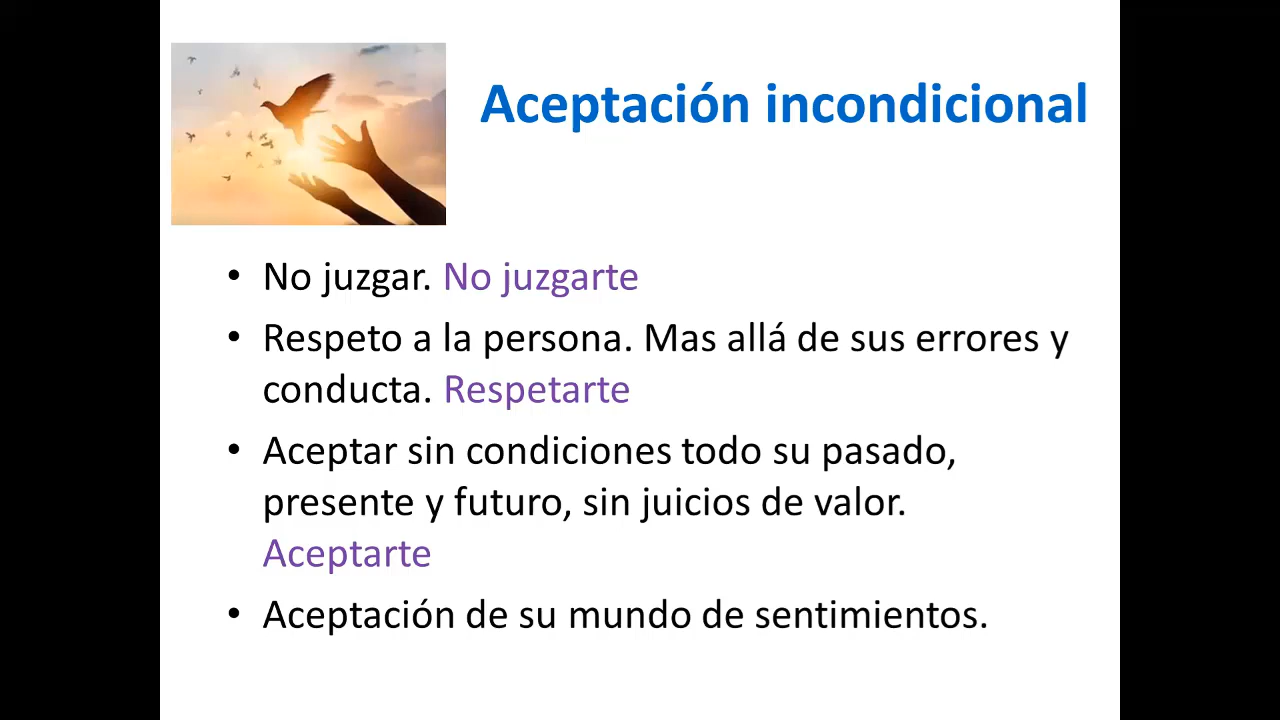 Aceptación incondicional
• No juzgar. No juzgarte
• Respeto a la persona. Mas allá de sus errores y
conducta. Respetarte
• Aceptar sin condiciones todo su pasado,
presente y futuro, sin juicios de valor.
Aceptarte
• Aceptación de su mundo de sentimientos.